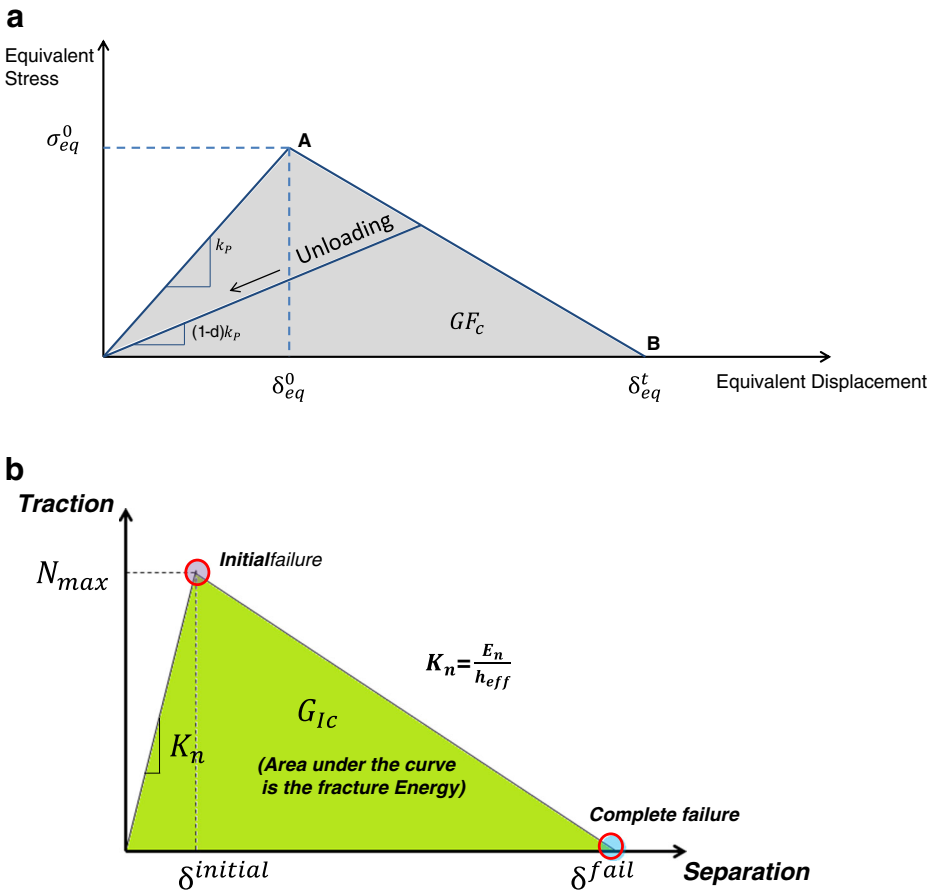 a
Equivalent
Stress
σ⁰eq
A
kP
Unloading
(1-d)kP
GFc
B
δ⁰eq
δᵗeq
Equivalent Displacement
b
Traction
Initialfailure
Nmax
Kn=En/heff
GIc
Kn
(Area under the curve
is the fracture Energy)
Complete failure
δinitial
δfail
Separation